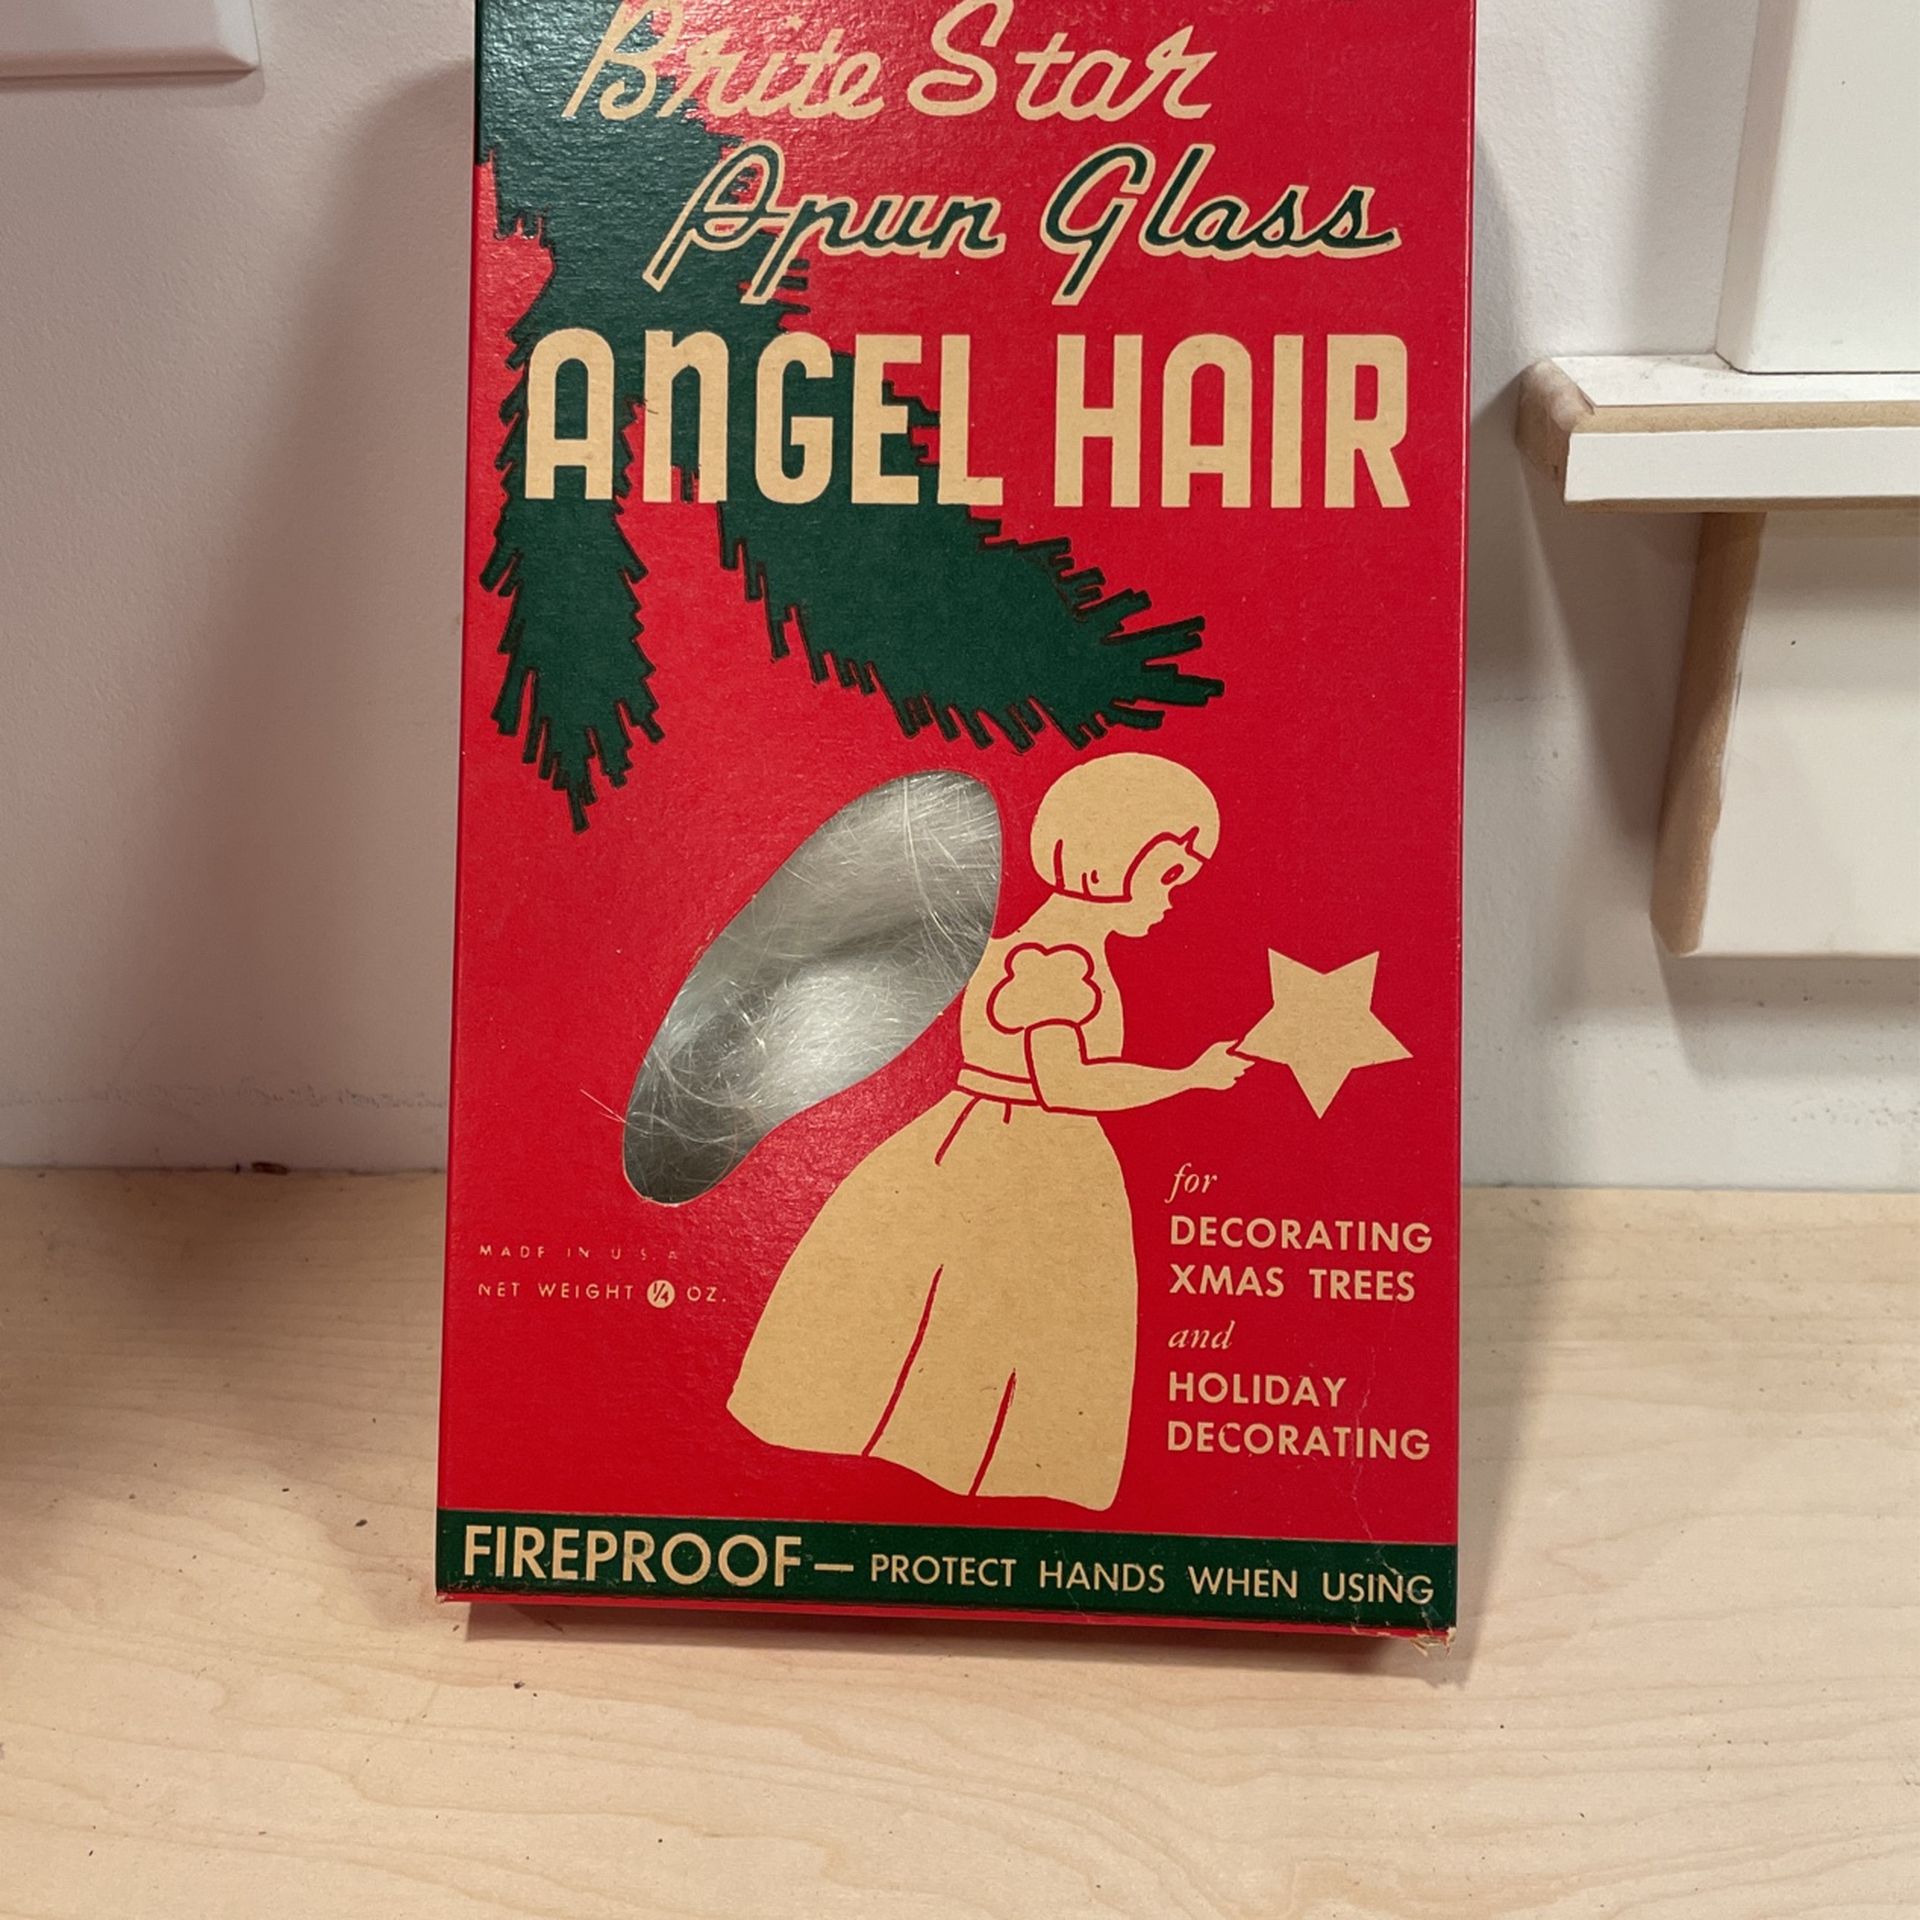 Brite Star
Spun Glass
ANGEL HAIR
for
DECORATING
XMAS TREES
and
HOLIDAY
DECORATING
MADE IN U.S.A.
NET WEIGHT 1/4 OZ.
FIREPROOF — PROTECT HANDS WHEN USING